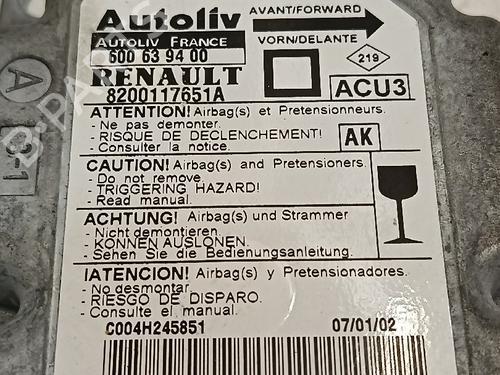 Autoliv
AVANT/FORWARD
AUTOLIV FRANCE
VORN/DELANTE
600 63 94 00
219
RENAULT
8200117651A
ACU3
ATTENTION! Airbag(s) et Pretensionneurs.
- Ne pas demonter.
- RISQUE DE DECLENCHEMENT!
- Consulter la notice.
AK
CAUTION! Airbag(s) and Pretensioners.
- Do not remove.
- TRIGGERING HAZARD!
- Read manual.
ACHTUNG! Airbag(s) und Strammer
- Nicht demontieren.
- KONNEN AUSLONEN.
- Sehen Sie die Bedienungsanleitung.
¡ATENCION! Airbag(s) y Pretensionadores.
- No desmontar.
- RIESGO DE DISPARO.
- Consulte el manual.
C004H245851
07/01/02
A